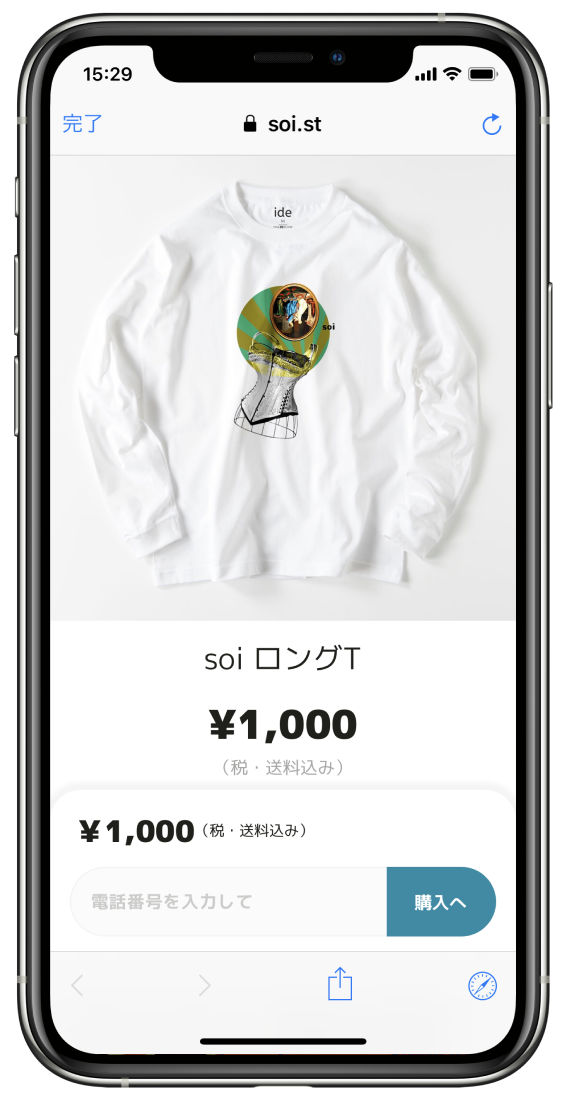 15:29
完了
soi.st
ide
soi
soi ロングT
¥1,000
（税・送料込み）
¥1,000（税・送料込み）
電話番号を入力して
購入へ